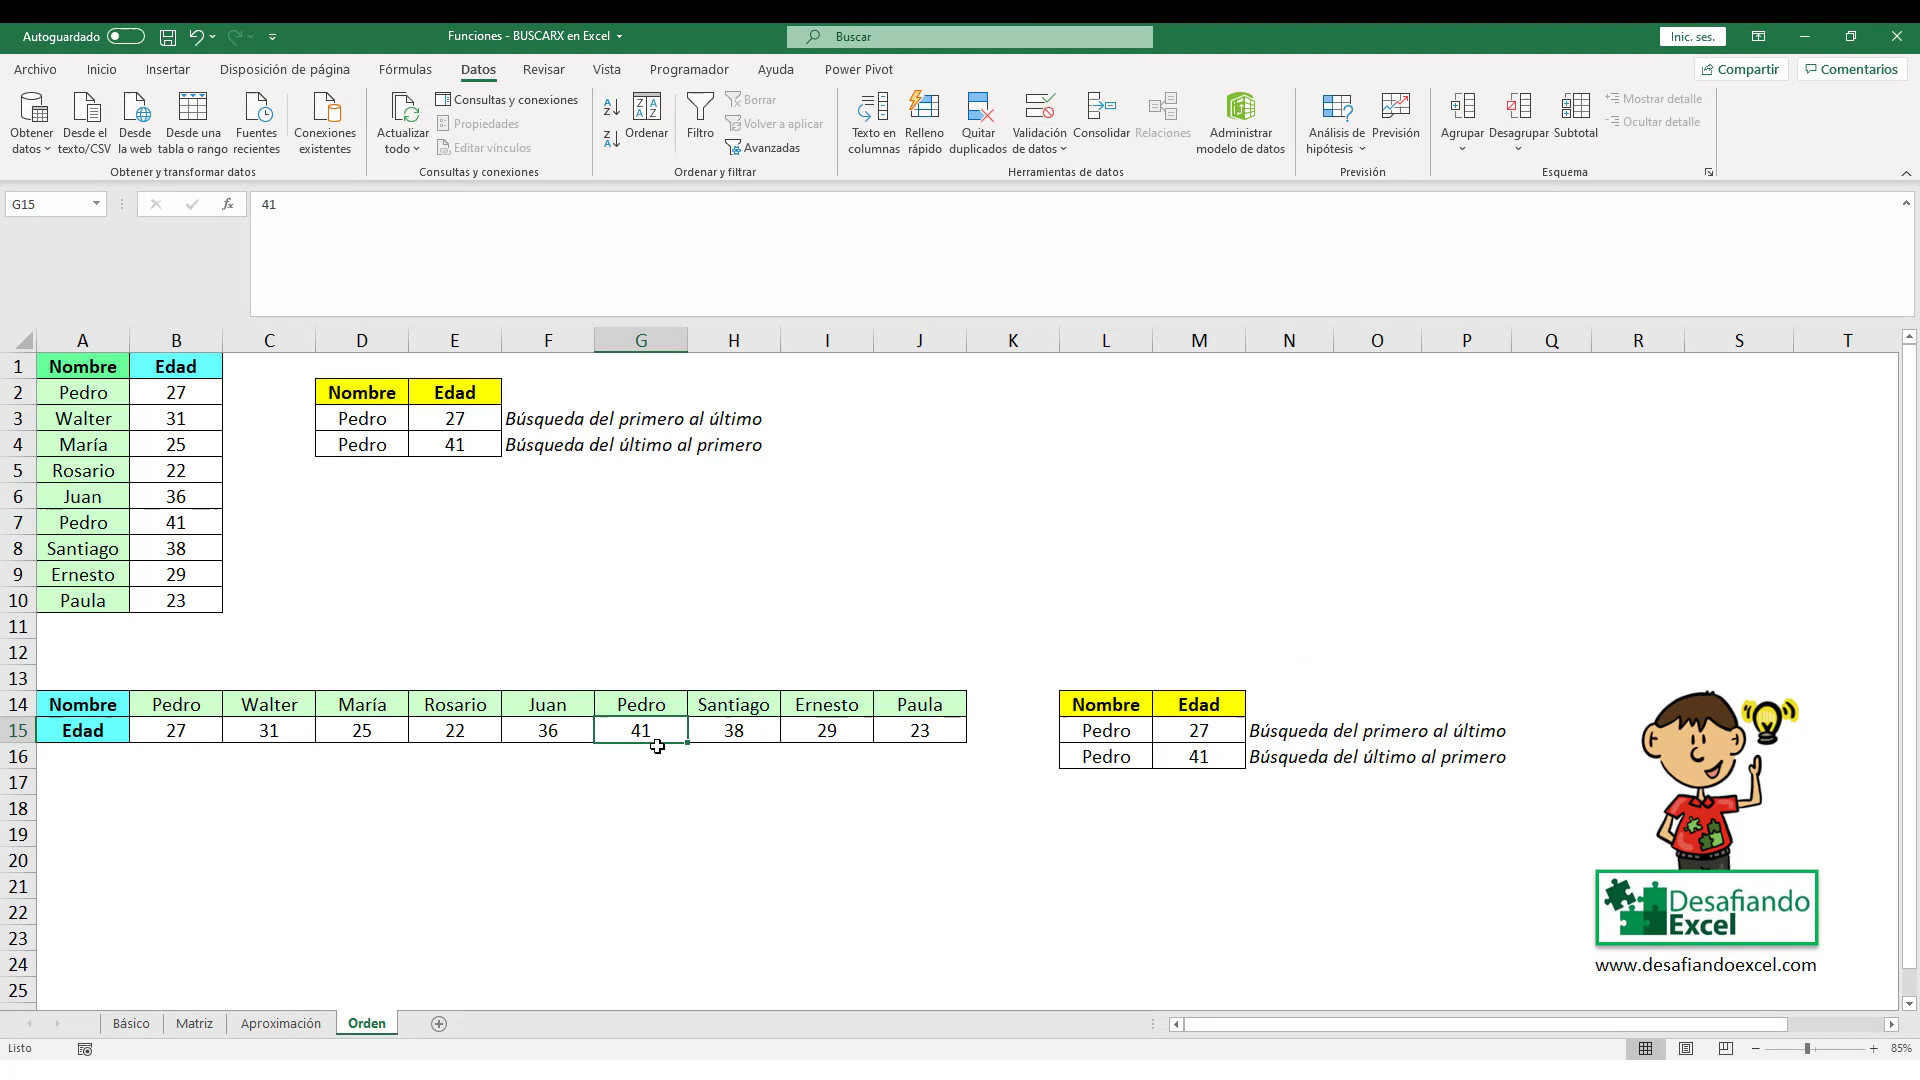 Autoguardado
Funciones - BUSCARX en Excel
Buscar
Inic. ses.
Archivo Inicio Insertar Disposición de página Fórmulas Datos Revisar Vista Programador Ayuda Power Pivot
Compartir Comentarios
Obtener datos
Desde el texto/CSV
Desde la web
Desde una tabla o rango
Fuentes recientes
Conexiones existentes
Obtener y transformar datos
Actualizar todo
Consultas y conexiones
Propiedades
Editar vínculos
Consultas y conexiones
Ordenar
Filtro
Borrar
Volver a aplicar
Avanzadas
Ordenar y filtrar
Texto en columnas
Relleno rápido
Quitar duplicados
Validación de datos
Consolidar
Relaciones
Administrar modelo de datos
Herramientas de datos
Análisis de hipótesis
Previsión
Previsión
Agrupar
Desagrupar
Subtotal
Mostrar detalle
Ocultar detalle
Esquema
G15 fx 41
A B C D E F G H I J K L M N O P Q R S T
1 Nombre Edad
2 Pedro 27 Nombre Edad
3 Walter 31 Pedro 27 Búsqueda del primero al último
4 María 25 Pedro 41 Búsqueda del último al primero
5 Rosario 22
6 Juan 36
7 Pedro 41
8 Santiago 38
9 Ernesto 29
10 Paula 23
11
12
13
14 Nombre Pedro Walter María Rosario Juan Pedro Santiago Ernesto Paula Nombre Edad
15 Edad 27 31 25 22 36 41 38 29 23 Pedro 27 Búsqueda del primero al último
16 Pedro 41 Búsqueda del último al primero
17
18
19
20
21
22
23
24
25
Desafiando
Excel
www.desafiandoexcel.com
Básico Matriz Aproximación Orden
Listo
85%